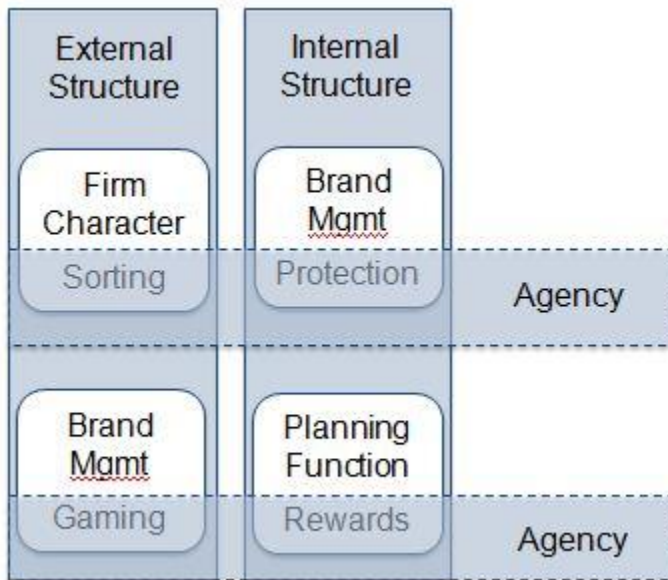 External
Structure
Internal
Structure
Firm
Character
Sorting
Brand
Mgmt
Protection
Agency
Brand
Mgmt
Gaming
Planning
Function
Rewards
Agency